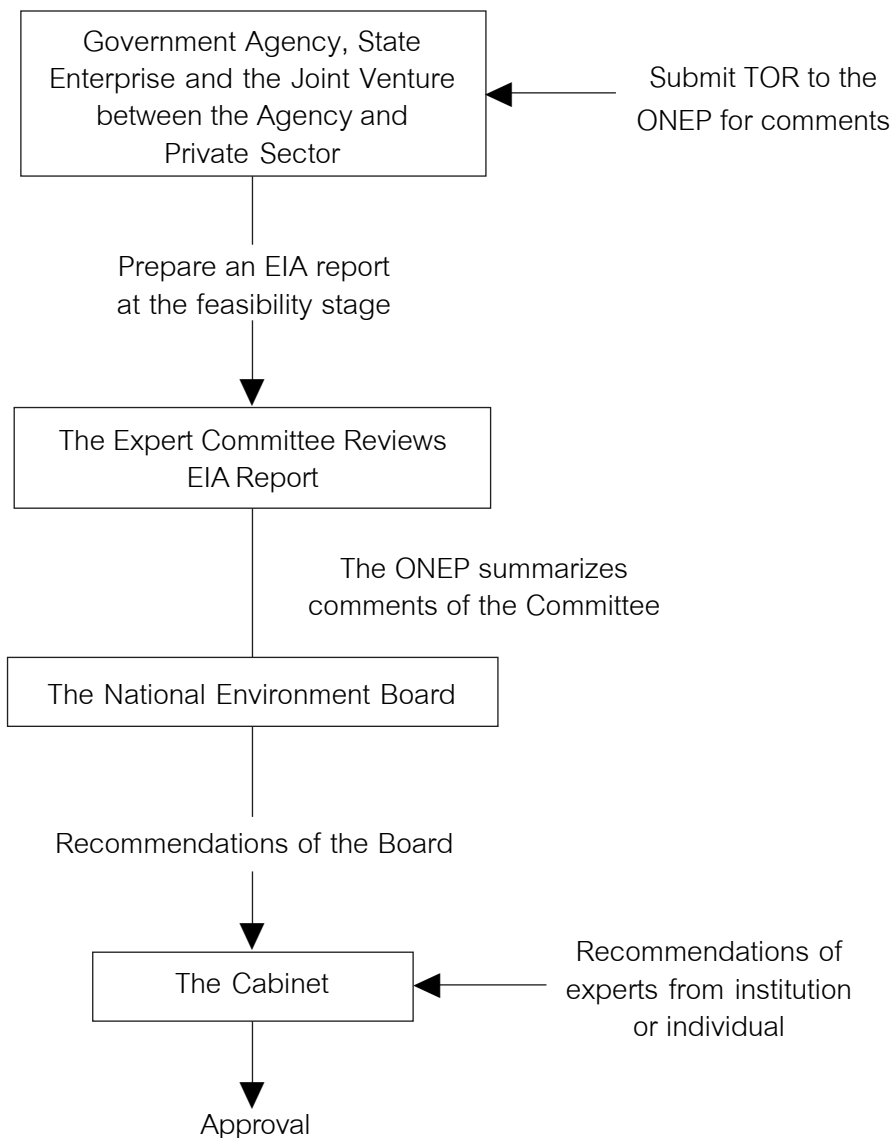 Government Agency, State
Enterprise and the Joint Venture
between the Agency and
Private Sector
Submit TOR to the
ONEP for comments
Prepare an EIA report
at the feasibility stage
The Expert Committee Reviews
EIA Report
The ONEP summarizes
comments of the Committee
The National Environment Board
Recommendations of the Board
The Cabinet
Recommendations of
experts from institution
or individual
Approval